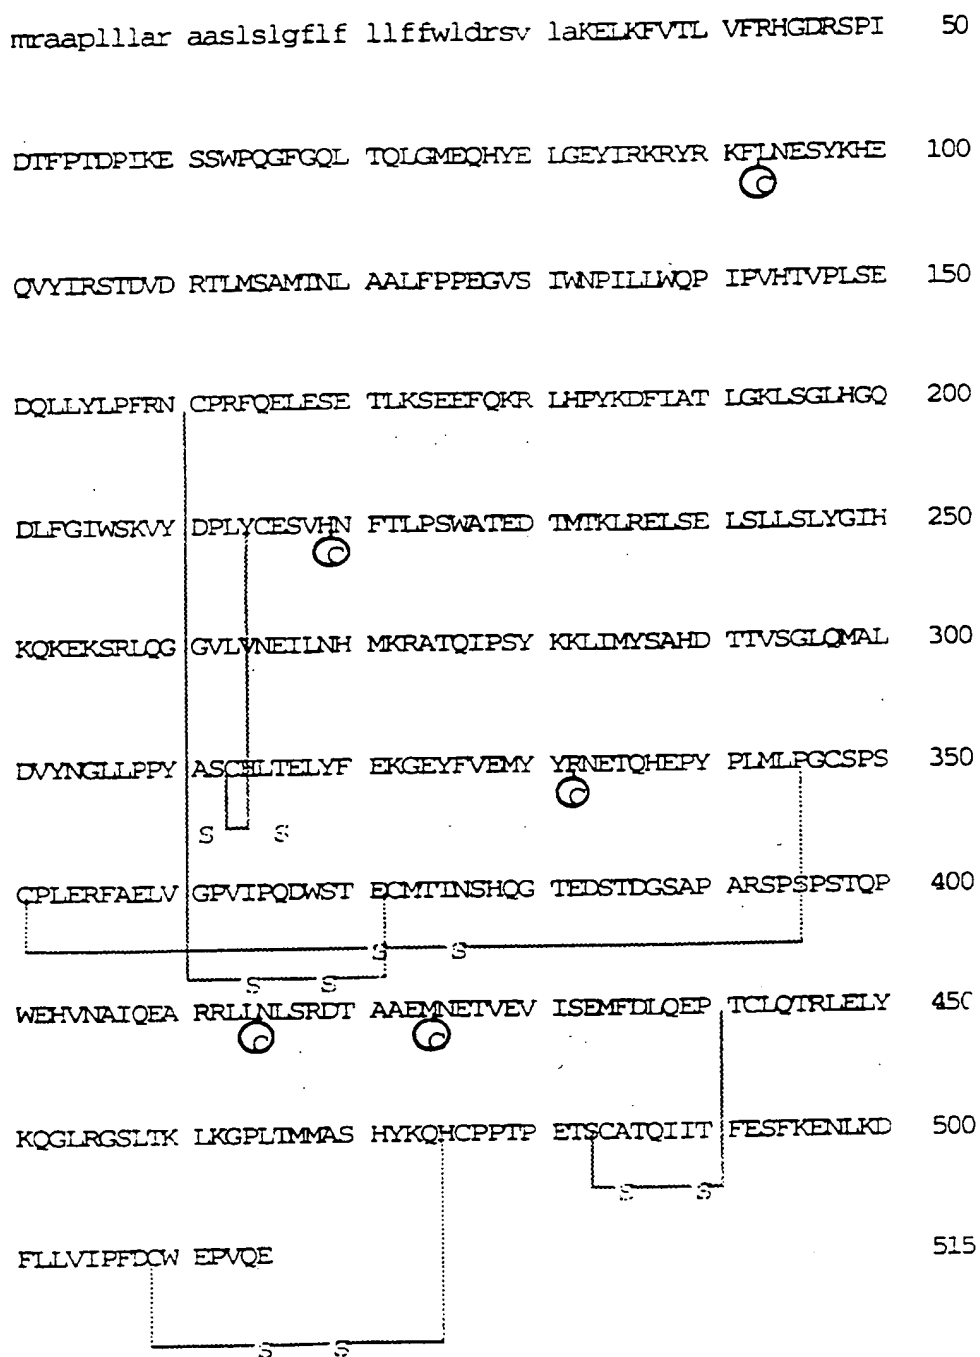 mraaplllar aaslslgflf llffwldrsv laKELKFVTL VFRHGDRSPI 50
DTFPTDPIKE SSWPQGFGQL TQLGMEQHYE LGEYIRKRYR KFLNESYKHE 100
C
QVYIRSTDVD RTLMSAMTNL AALFPPEGVS IWNPILLWQP IPVHTVPLSE 150
DQLLYLPFRN CPRFQELESE TLKSEEFQKR LHPYKDFIAT LGKLSGLHGQ 200
DLFGIWSKVY DPLYCESVHN FTLPSWATED TMTKLRELSE LSLLSLYGIH 250
C
KQKEKSRLQG GVLVNEILNH MKRATQIPSY KKLIMYSAHD TTVSGLQMAL 300
DVYNGLLPPY ASCHLTELYF EKGEYFVEMY YRNETQHEPY PLMLPGCSPS 350
C
S S
CPLERFAELV GPVIPQDWST ECMTTNSHQG TEDSTDGSAP ARSPSPSTQP 400
S S
S S
WEHVNAIQEA RRLLNLSRDT AAEMNETVEV ISEMFDLQEP TCLQTRLELY 450
C C
KQGLRGSLTK LKGPLTMMAS HYKQHCPPTP ETSCATQIIT FESFKENLKD 500
S S
FLLVIPFDCW EPVQE 515
S S